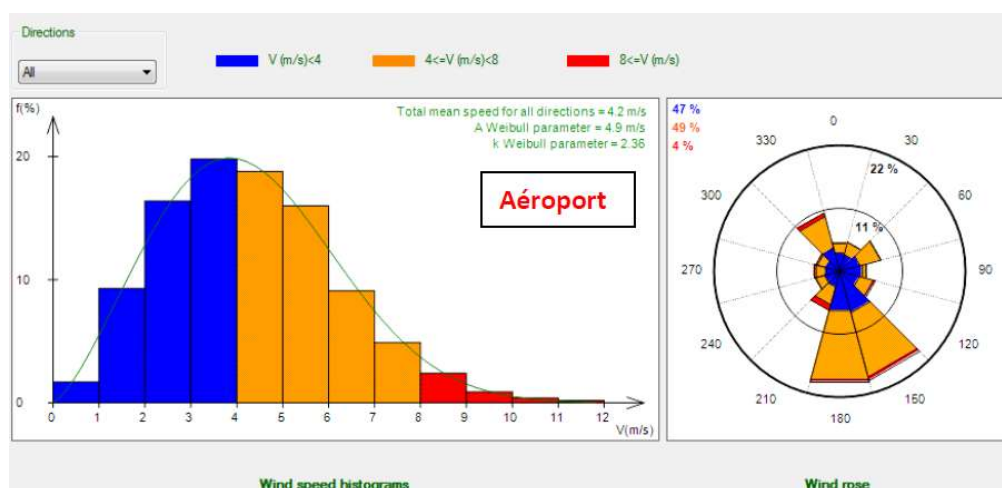 Directions
All
V (m/s)<4
4<=V (m/s)<8
8<=V (m/s)
f(%)
Total mean speed for all directions = 4.2 m/s
A Weibull parameter = 4.9 m/s
k Weibull parameter = 2.36
Aéroport
20
10
0
0 1 2 3 4 5 6 7 8 9 10 11 12
V(m/s)
47 %
49 %
4 %
0
330 30
22 %
300 60
11 %
270 90
240 120
210 150
180
Wind speed histograms Wind rose